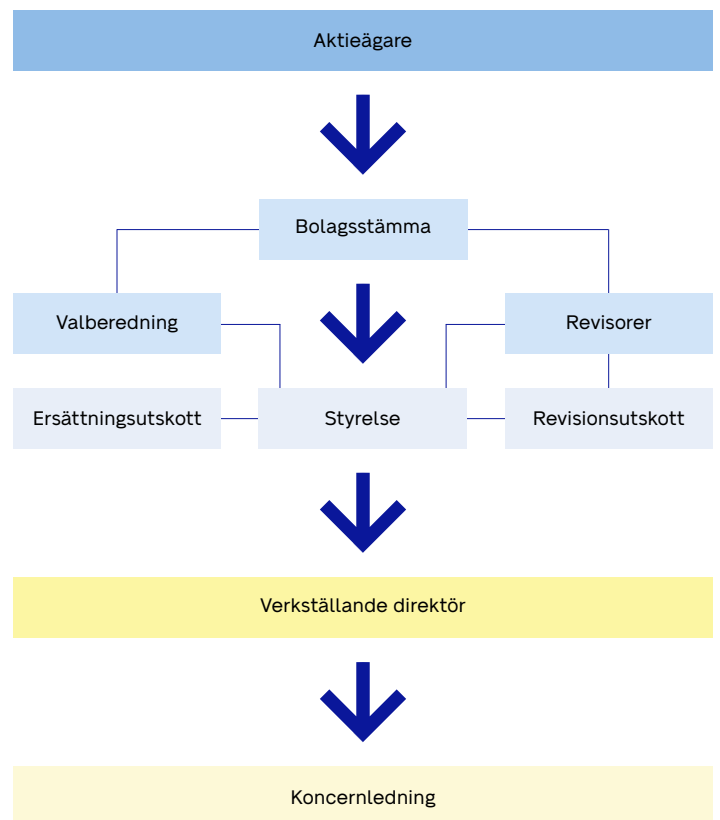 Aktieägare
Bolagsstämma
Valberedning
Revisorer
Ersättningsutskott
Styrelse
Revisionsutskott
Verkställande direktör
Koncernledning